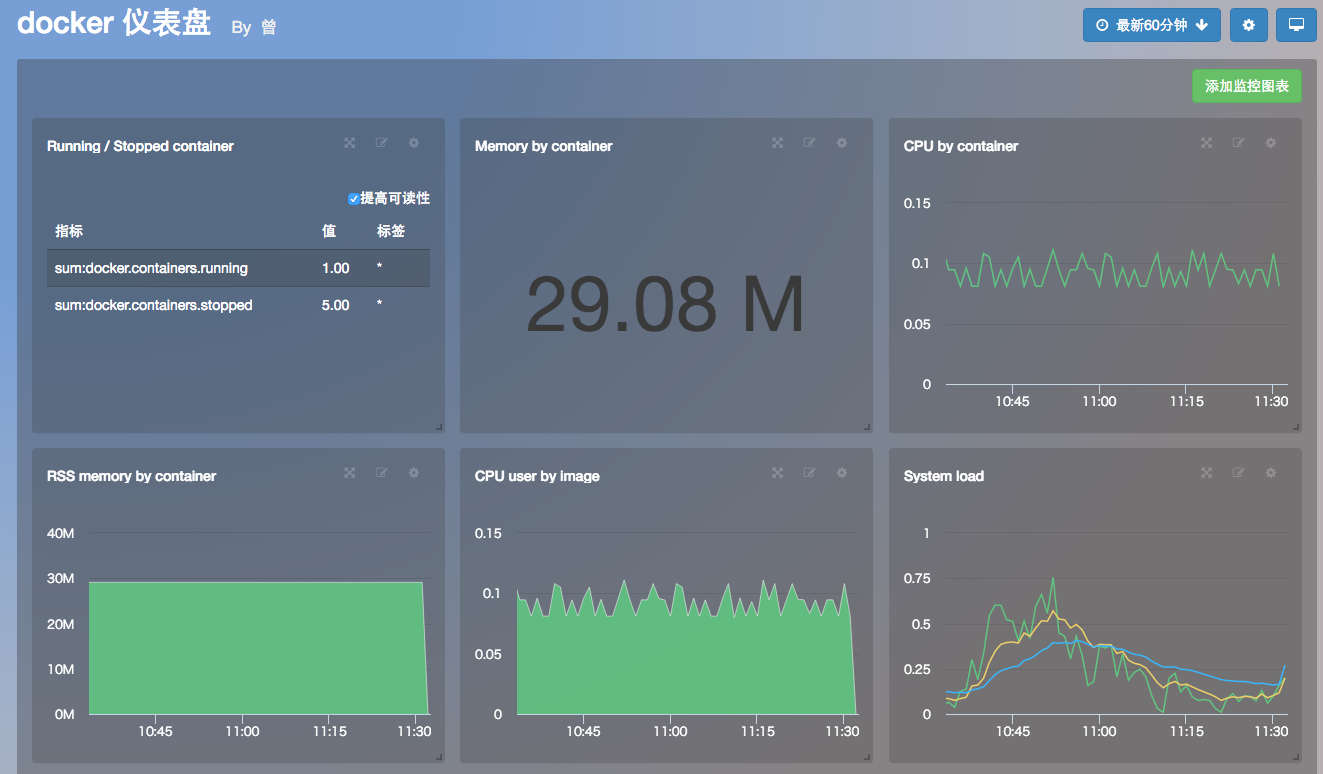 docker 仪表盘 By 曾
最新60分钟
添加监控图表
Running / Stopped container
提高可读性
指标 值 标签
sum:docker.containers.running 1.00 *
sum:docker.containers.stopped 5.00 *
Memory by container
29.08 M
CPU by container
0.15
0.1
0.05
0
10:45 11:00 11:15 11:30
RSS memory by container
40M
30M
20M
10M
0M
10:45 11:00 11:15 11:30
CPU user by image
0.15
0.1
0.05
0
10:45 11:00 11:15 11:30
System load
1
0.75
0.5
0.25
0
10:45 11:00 11:15 11:30